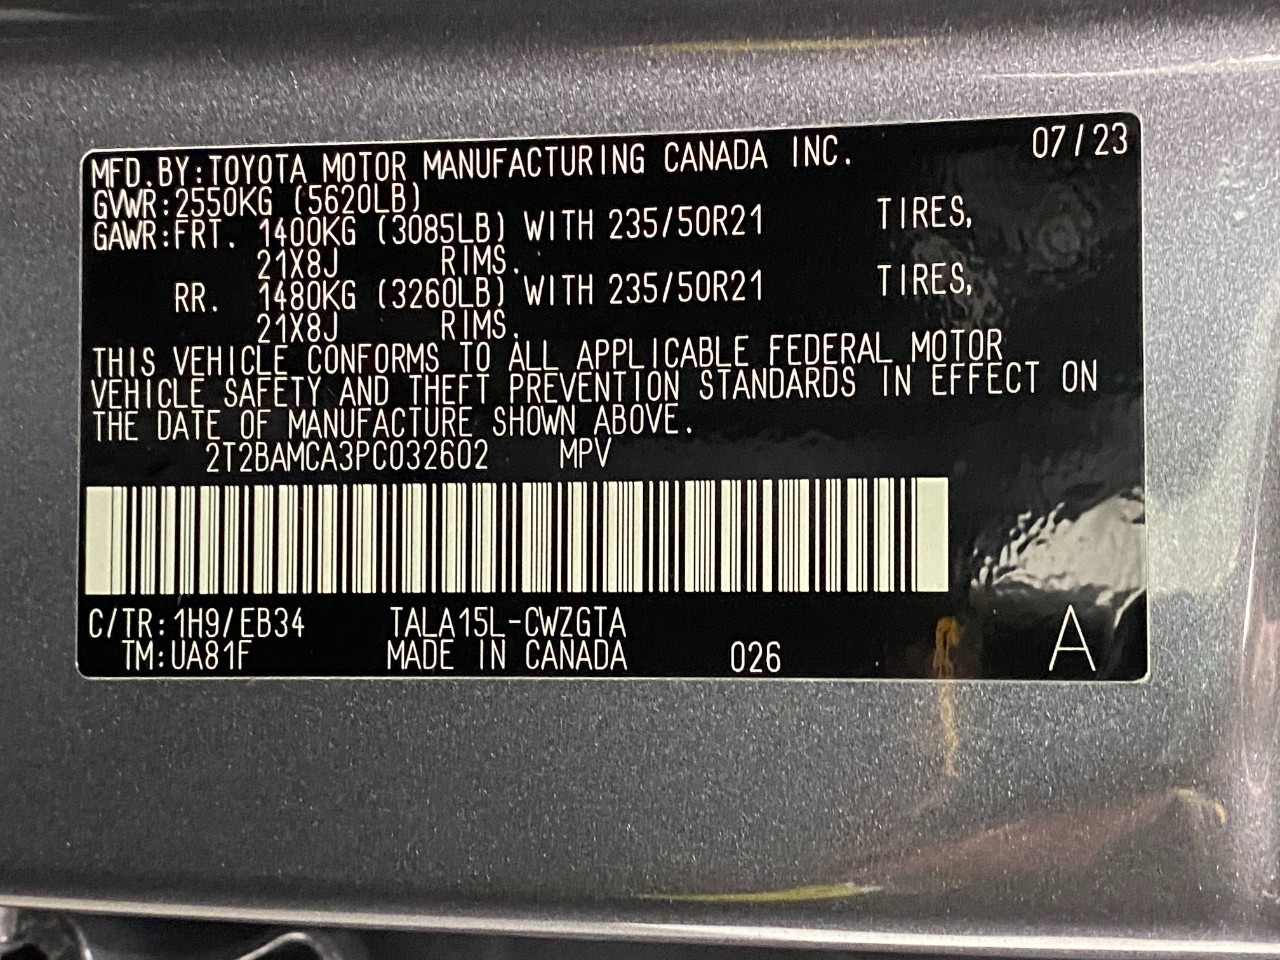 MFD.BY:TOYOTA MOTOR MANUFACTURING CANADA INC. 07/23
GVWR:2550KG (5620LB)
GAWR:FRT. 1400KG (3085LB) WITH 235/50R21 TIRES,
21X8J RIMS.
RR. 1480KG (3260LB) WITH 235/50R21 TIRES,
21X8J RIMS.
THIS VEHICLE CONFORMS TO ALL APPLICABLE FEDERAL MOTOR
VEHICLE SAFETY AND THEFT PREVENTION STANDARDS IN EFFECT ON
THE DATE OF MANUFACTURE SHOWN ABOVE.
2T2BAMCA3PC032602 MPV
C/TR:1H9/EB34 TALA15L-CWZGTA
TM:UA81F MADE IN CANADA 026 A